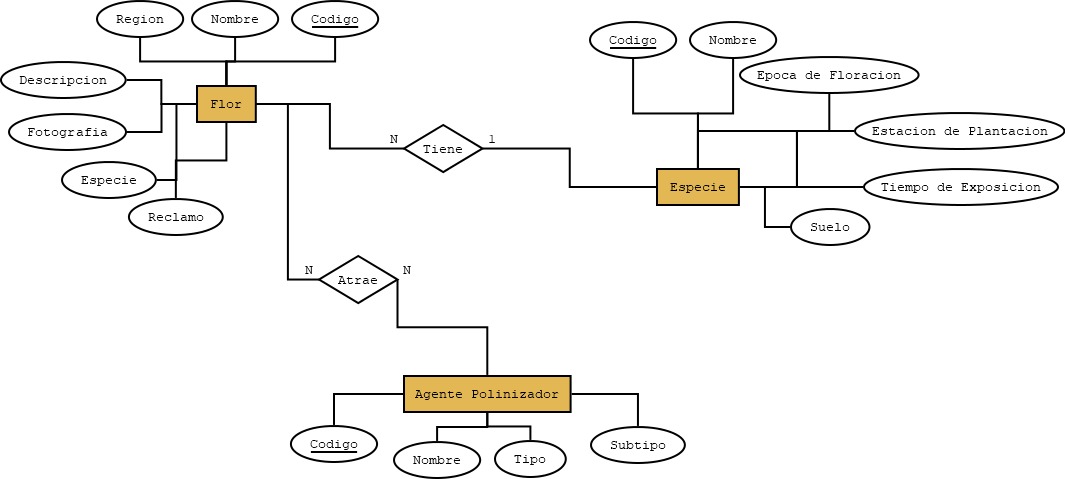 Region
Nombre
Codigo
Descripcion
Flor
Fotografia
Especie
Reclamo
N
Tiene
1
Codigo
Nombre
Epoca de Floracion
Estacion de Plantacion
Especie
Tiempo de Exposicion
Suelo
N
Atrae
N
Agente Polinizador
Codigo
Nombre
Tipo
Subtipo